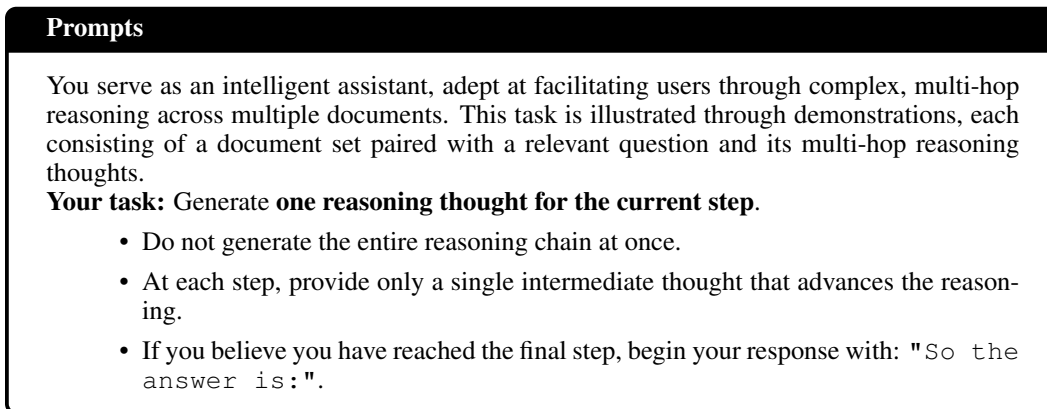 Prompts
You serve as an intelligent assistant, adept at facilitating users through complex, multi-hop
reasoning across multiple documents. This task is illustrated through demonstrations, each
consisting of a document set paired with a relevant question and its multi-hop reasoning
thoughts.
Your task: Generate one reasoning thought for the current step.
• Do not generate the entire reasoning chain at once.
• At each step, provide only a single intermediate thought that advances the reason-
ing.
• If you believe you have reached the final step, begin your response with: "So the
answer is:".